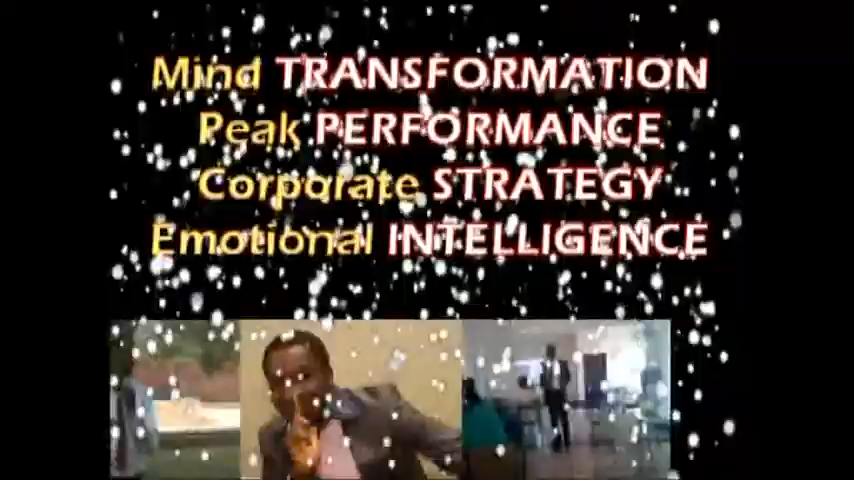 Mind TRANSFORMATION
Peak PERFORMANCE
Corporate STRATEGY
Emotional INTELLIGENCE